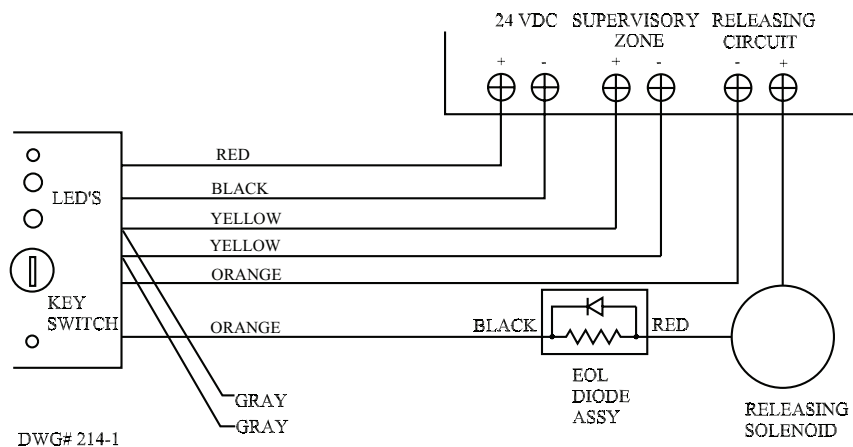 24 VDC
SUPERVISORY
ZONE
RELEASING
CIRCUIT
+
-
+
-
-
+
RED
BLACK
LED'S
YELLOW
YELLOW
ORANGE
KEY
SWITCH
ORANGE
BLACK
RED
EOL
DIODE
ASSY
GRAY
GRAY
RELEASING
SOLENOID
DWG# 214-1